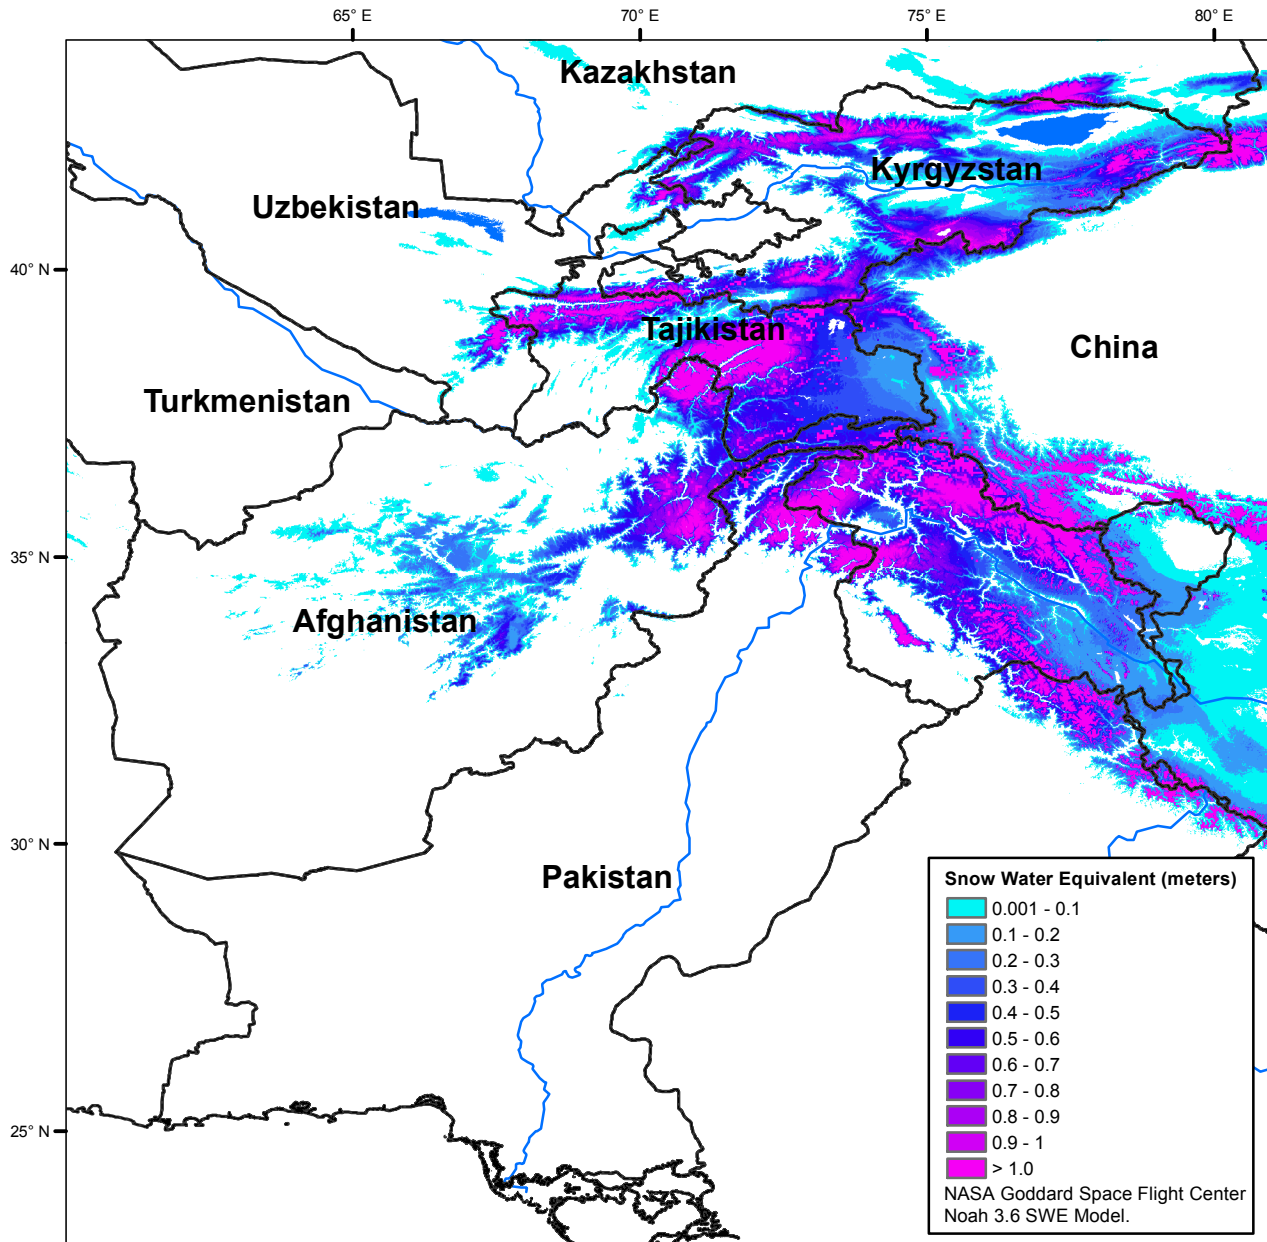 65° E
70° E
75° E
80° E
Kazakhstan
Kyrgyzstan
Uzbekistan
40° N
Tajikistan
China
Turkmenistan
35° N
Afghanistan
30° N
Pakistan
25° N
Snow Water Equivalent (meters)
0.001 - 0.1
0.1 - 0.2
0.2 - 0.3
0.3 - 0.4
0.4 - 0.5
0.5 - 0.6
0.6 - 0.7
0.7 - 0.8
0.8 - 0.9
0.9 - 1
> 1.0
NASA Goddard Space Flight Center
Noah 3.6 SWE Model.